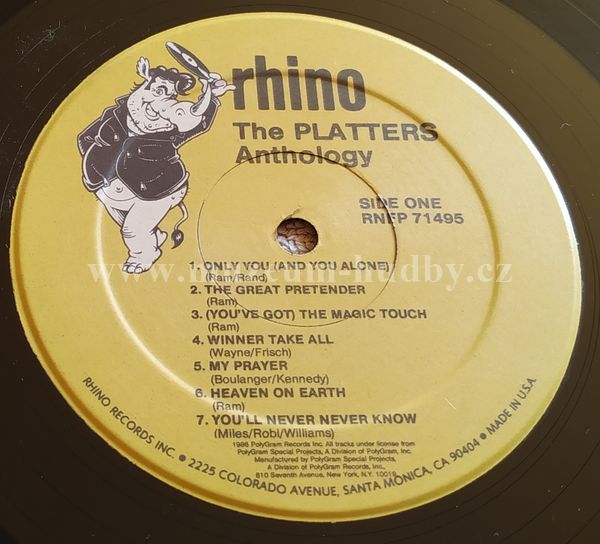 rhino
The PLATTERS
Anthology
SIDE ONE
RNFP 71495
1. ONLY YOU (AND YOU ALONE)
(Ram/Rand)
www.muzeum-hudby.cz
2. THE GREAT PRETENDER
(Ram)
3. (YOU'VE GOT) THE MAGIC TOUCH
(Ram)
4. WINNER TAKE ALL
(Wayne/Frisch)
5. MY PRAYER
(Boulanger/Kennedy)
6. HEAVEN ON EARTH
(Ram)
7. YOU'LL NEVER NEVER KNOW
(Miles/Robi/Williams)
1986 PolyGram Records Inc. All tracks under license from
PolyGram Special Projects, A Division of PolyGram, Inc.
Manufactured by PolyGram Special Projects,
A Division of PolyGram Records, Inc.,
810 Seventh Avenue, New York, N.Y. 10019
RHINO RECORDS INC. • 2225 COLORADO AVENUE, SANTA MONICA, CA 90404 • MADE IN U.S.A.